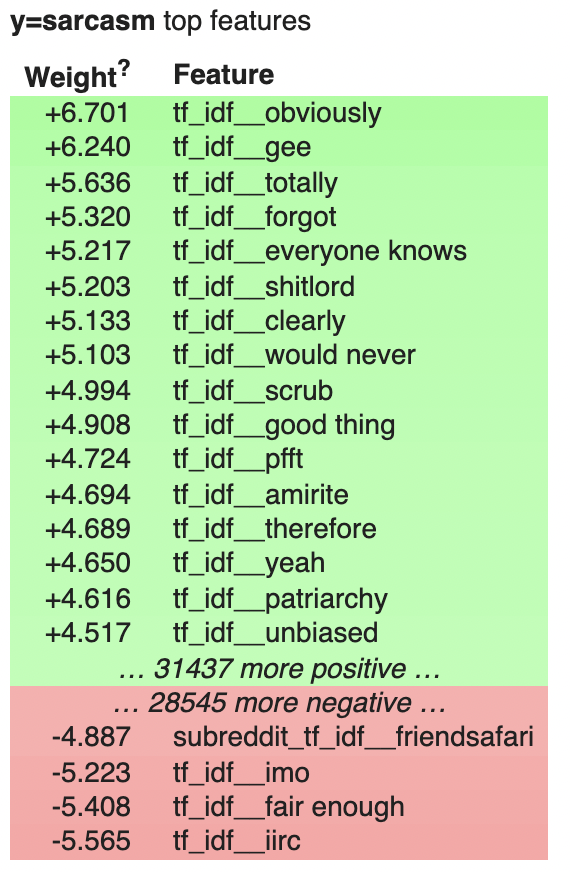 y=sarcasm top features
Weight? Feature
+6.701 tf_idf__obviously
+6.240 tf_idf__gee
+5.636 tf_idf__totally
+5.320 tf_idf__forgot
+5.217 tf_idf__everyone knows
+5.203 tf_idf__shitlord
+5.133 tf_idf__clearly
+5.103 tf_idf__would never
+4.994 tf_idf__scrub
+4.908 tf_idf__good thing
+4.724 tf_idf__pfft
+4.694 tf_idf__amirite
+4.689 tf_idf__therefore
+4.650 tf_idf__yeah
+4.616 tf_idf__patriarchy
+4.517 tf_idf__unbiased
… 31437 more positive …
… 28545 more negative …
-4.887 subreddit_tf_idf__friendsafari
-5.223 tf_idf__imo
-5.408 tf_idf__fair enough
-5.565 tf_idf__iirc